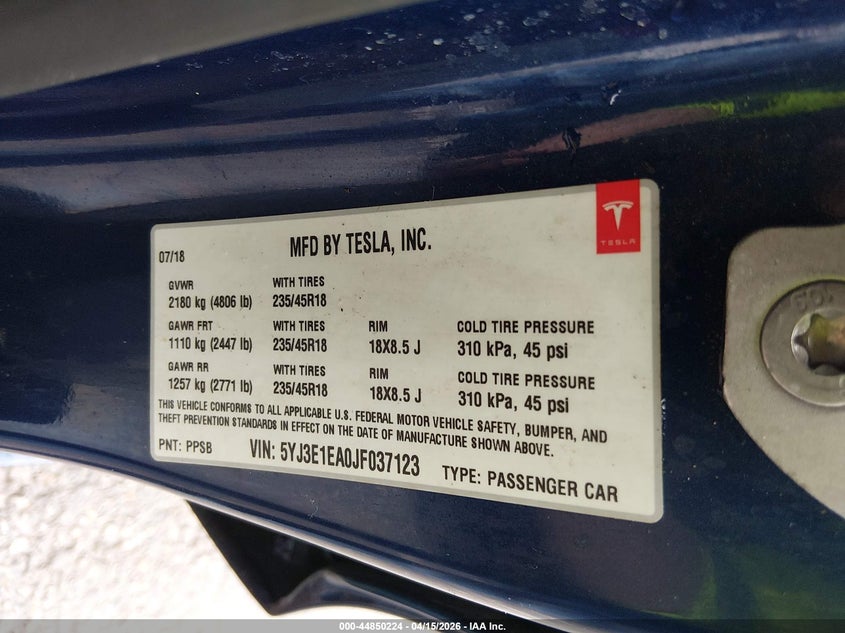 TESLA
07/18 MFD BY TESLA, INC.
GVWR WITH TIRES
2180 kg (4806 lb) 235/45R18
GAWR FRT WITH TIRES RIM COLD TIRE PRESSURE
1110 kg (2447 lb) 235/45R18 18X8.5 J 310 kPa, 45 psi
GAWR RR WITH TIRES RIM COLD TIRE PRESSURE
1257 kg (2771 lb) 235/45R18 18X8.5 J 310 kPa, 45 psi
THIS VEHICLE CONFORMS TO ALL APPLICABLE U.S. FEDERAL MOTOR VEHICLE SAFETY, BUMPER, AND
THEFT PREVENTION STANDARDS IN EFFECT ON THE DATE OF MANUFACTURE SHOWN ABOVE.
PNT: PPSB VIN: 5YJ3E1EA0JF037123 TYPE: PASSENGER CAR
000-44850224 - 04/15/2026 - IAA Inc.